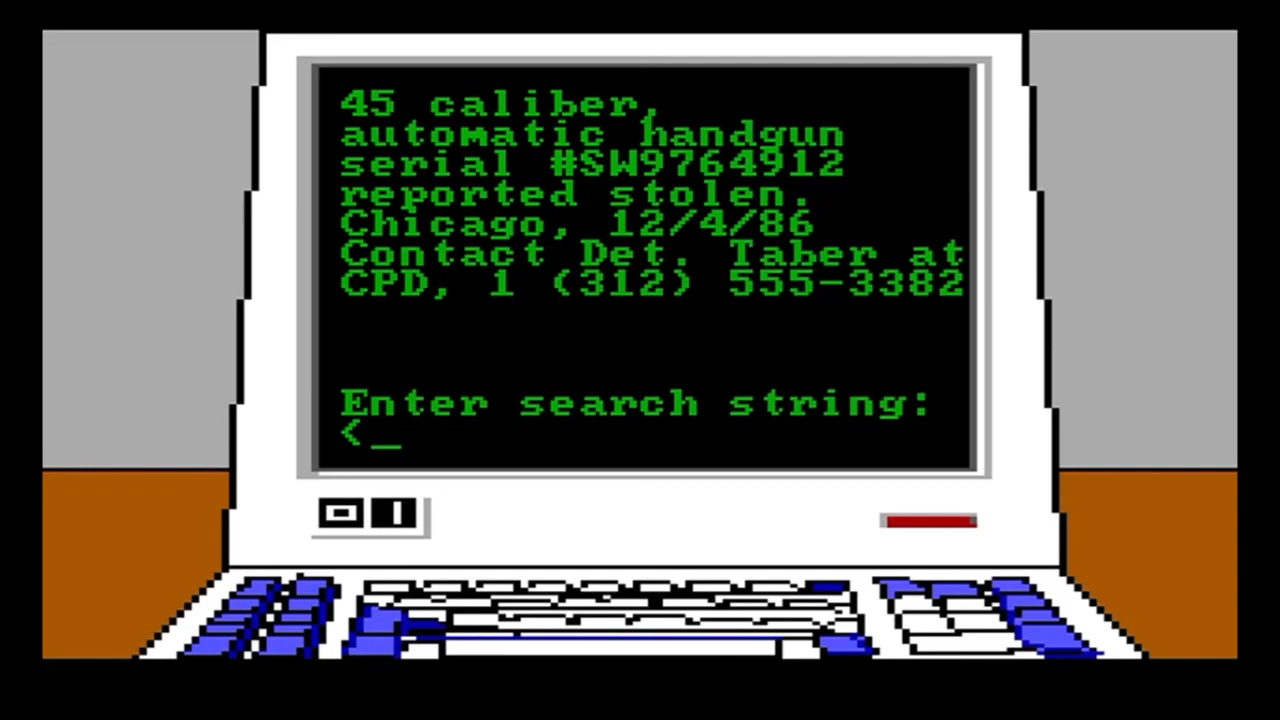 45 caliber,
automatic handgun
serial #SW9764912
reported stolen.
Chicago, 12/4/86
Contact Det. Taber at
CPD, 1 (312) 555-3382
Enter search string:
<_